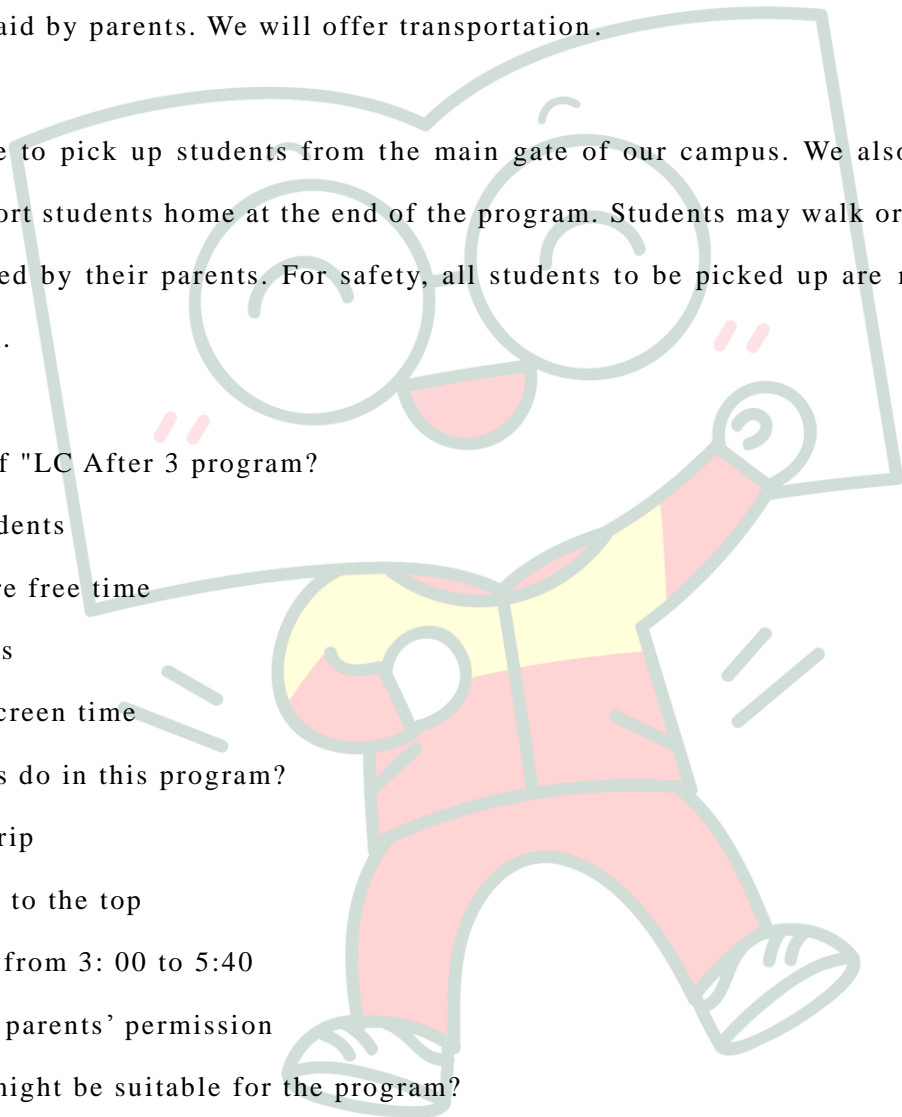 aid by parents. We will offer transportation.
e to pick up students from the main gate of our campus. We also
ort students home at the end of the program. Students may walk or
ed by their parents. For safety, all students to be picked up are
.
f "LC After 3 program?
dents
re free time
s
creen time
s do in this program?
rip
to the top
from 3: 00 to 5:40
parents’ permission
might be suitable for the program?